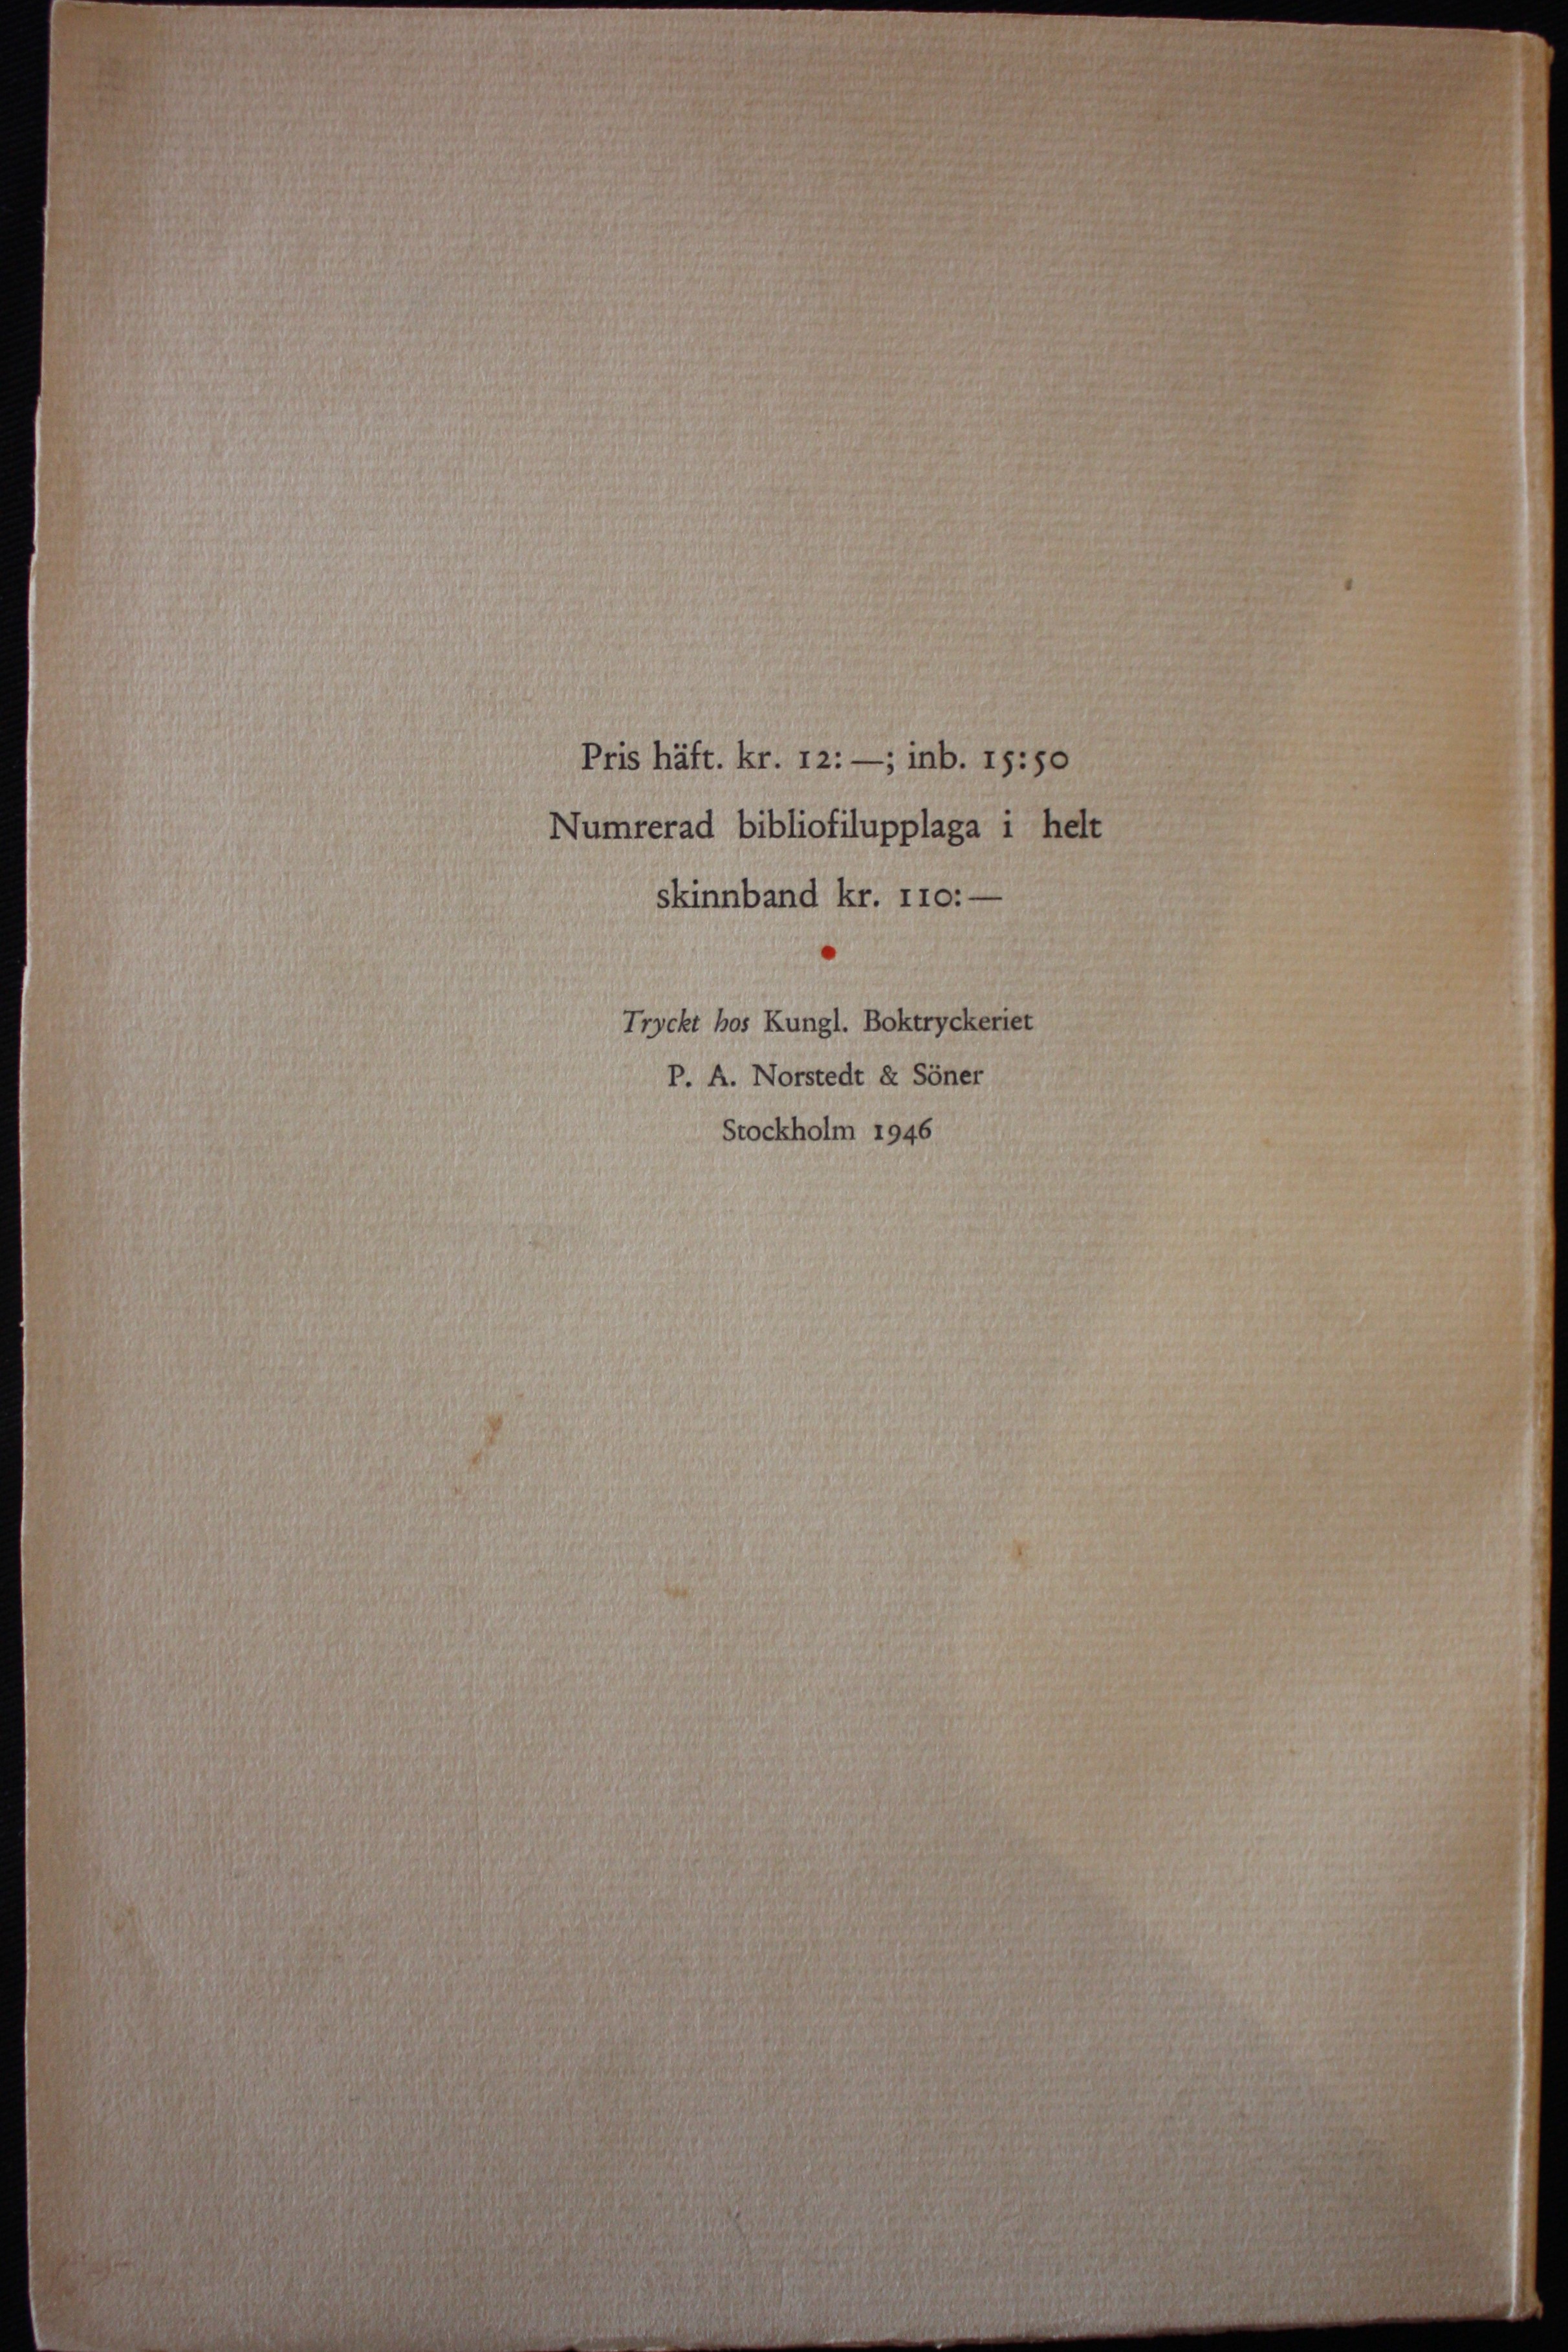 Pris häft. kr. 12:—; inb. 15:50
Numrerad bibliofilupplaga i helt
skinnband kr. 110:—
Tryckt hos Kungl. Boktryckeriet
P. A. Norstedt & Söner
Stockholm 1946